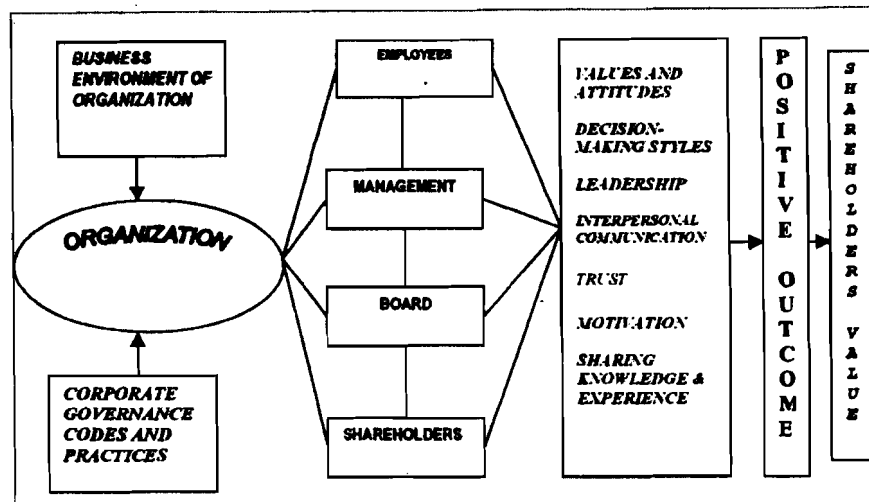 BUSINESS
ENVIRONMENT OF
ORGANIZATION
ORGANIZATION
CORPORATE
GOVERNANCE
CODES AND
PRACTICES
EMPLOYEES
MANAGEMENT
BOARD
SHAREHOLDERS
VALUES AND
ATTITUDES
DECISION-
MAKING STYLES
LEADERSHIP
INTERPERSONAL
COMMUNICATION
TRUST
MOTIVATION
SHARING
KNOWLEDGE &
EXPERIENCE
POSITIVE OUTCOME
SHAREHOLDERS VALUE